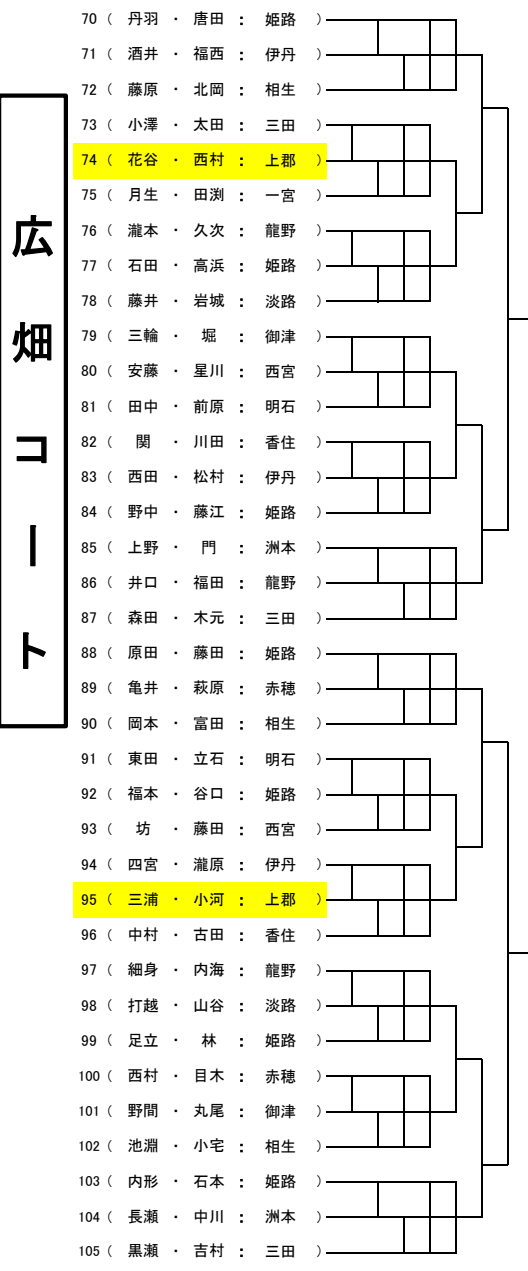 広畑コート
70 ( 丹羽 ・ 唐田 : 姫路 )
71 ( 酒井 ・ 福西 : 伊丹 )
72 ( 藤原 ・ 北岡 : 相生 )
73 ( 小澤 ・ 太田 : 三田 )
74 ( 花谷 ・ 西村 : 上郡 )
75 ( 月生 ・ 田渕 : 一宮 )
76 ( 瀧本 ・ 久次 : 龍野 )
77 ( 石田 ・ 高浜 : 姫路 )
78 ( 藤井 ・ 岩城 : 淡路 )
79 ( 三輪 ・ 堀 : 御津 )
80 ( 安藤 ・ 星川 : 西宮 )
81 ( 田中 ・ 前原 : 明石 )
82 ( 関 ・ 川田 : 香住 )
83 ( 西田 ・ 松村 : 伊丹 )
84 ( 野中 ・ 藤江 : 姫路 )
85 ( 上野 ・ 門 : 洲本 )
86 ( 井口 ・ 福田 : 龍野 )
87 ( 森田 ・ 木元 : 三田 )
88 ( 原田 ・ 藤田 : 姫路 )
89 ( 亀井 ・ 萩原 : 赤穂 )
90 ( 岡本 ・ 富田 : 相生 )
91 ( 東田 ・ 立石 : 明石 )
92 ( 福本 ・ 谷口 : 姫路 )
93 ( 坊 ・ 藤田 : 西宮 )
94 ( 四宮 ・ 瀧原 : 伊丹 )
95 ( 三浦 ・ 小河 : 上郡 )
96 ( 中村 ・ 古田 : 香住 )
97 ( 細身 ・ 内海 : 龍野 )
98 ( 打越 ・ 山谷 : 淡路 )
99 ( 足立 ・ 林 : 姫路 )
100 ( 西村 ・ 目木 : 赤穂 )
101 ( 野間 ・ 丸尾 : 御津 )
102 ( 池淵 ・ 小宅 : 相生 )
103 ( 内形 ・ 石本 : 姫路 )
104 ( 長瀬 ・ 中川 : 洲本 )
105 ( 黒瀬 ・ 吉村 : 三田 )